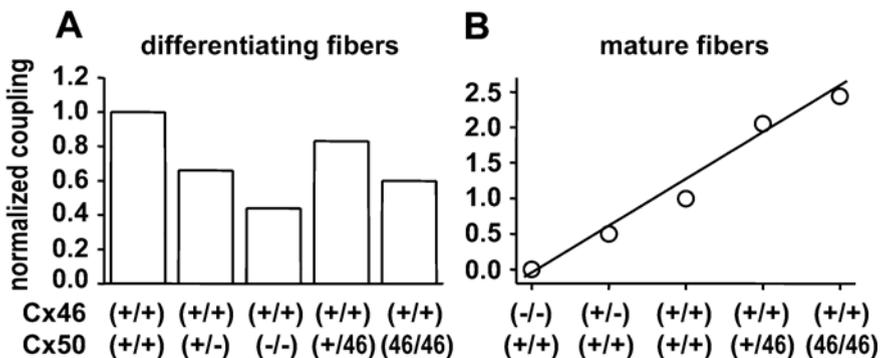 A
differentiating fibers
normalized coupling
1.2
1.0
0.8
0.6
0.4
0.2
0.0
Cx46 (+/+) (+/+) (+/+) (+/+) (+/+)
Cx50 (+/+) (+/-) (-/-) (+/46) (46/46)
B
mature fibers
2.5
2.0
1.5
1.0
0.5
0.0
(-/-) (+/-) (+/+) (+/+) (+/+)
(+/+) (+/+) (+/+) (+/46) (46/46)